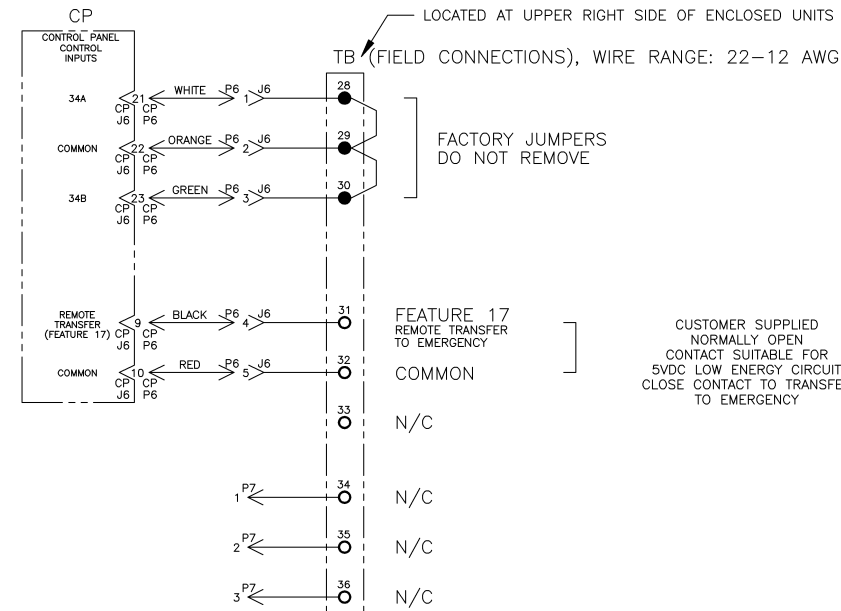 CP
LOCATED AT UPPER RIGHT SIDE OF ENCLOSED UNITS
CONTROL PANEL
CONTROL
INPUTS
TB (FIELD CONNECTIONS), WIRE RANGE: 22-12 AWG
34A 21 WHITE P6 1 J6 28
CP CP
J6 P6
COMMON 22 ORANGE P6 2 J6 29
CP CP
J6 P6
34B 23 GREEN P6 3 J6 30
CP CP
J6 P6
FACTORY JUMPERS
DO NOT REMOVE
REMOTE
TRANSFER
(FEATURE 17)
9 BLACK P6 4 J6 31
CP CP
J6 P6
FEATURE 17
REMOTE TRANSFER
TO EMERGENCY
COMMON 10 RED P6 5 J6 32
CP CP
J6 P6
COMMON
CUSTOMER SUPPLIED
NORMALLY OPEN
CONTACT SUITABLE FOR
5VDC LOW ENERGY CIRCUIT
CLOSE CONTACT TO TRANSFE
TO EMERGENCY
33 N/C
1 P7 34 N/C
2 P7 35 N/C
3 P7 36 N/C